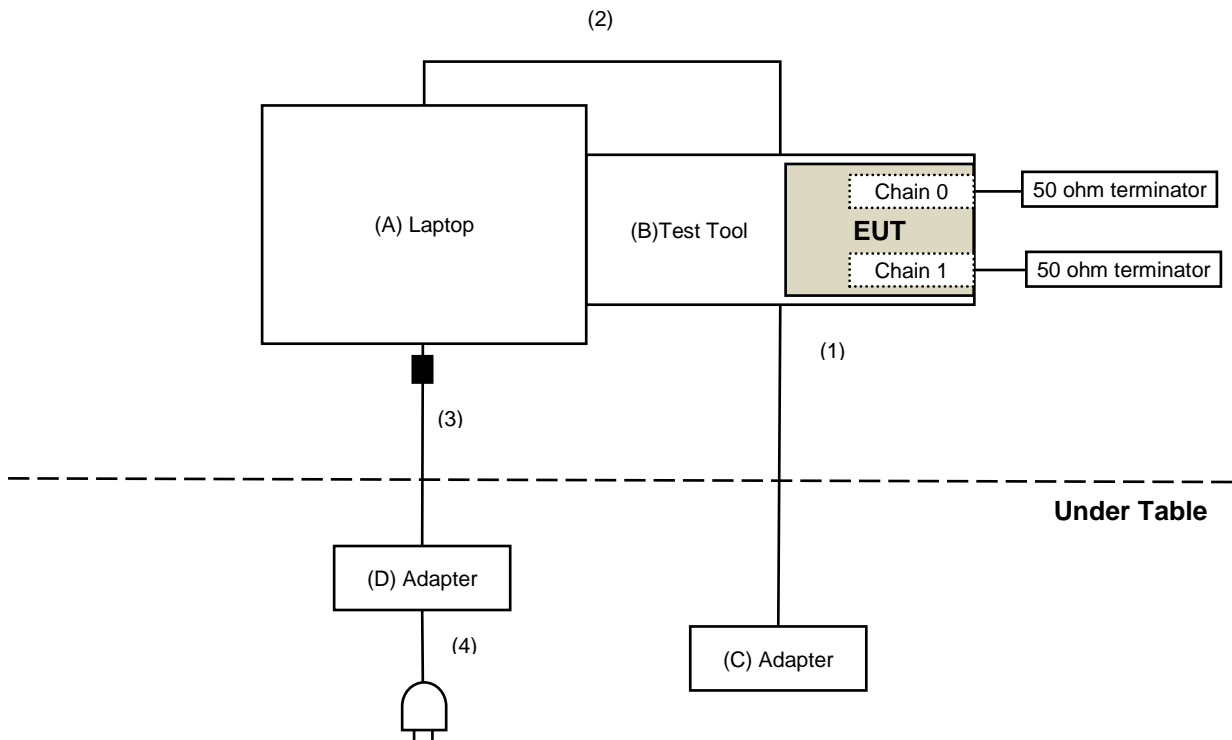 (2)
Chain 0
50 ohm terminator
(A) Laptop
(B)Test Tool
EUT
Chain 1
50 ohm terminator
(1)
(3)
Under Table
(D) Adapter
(4)
(C) Adapter